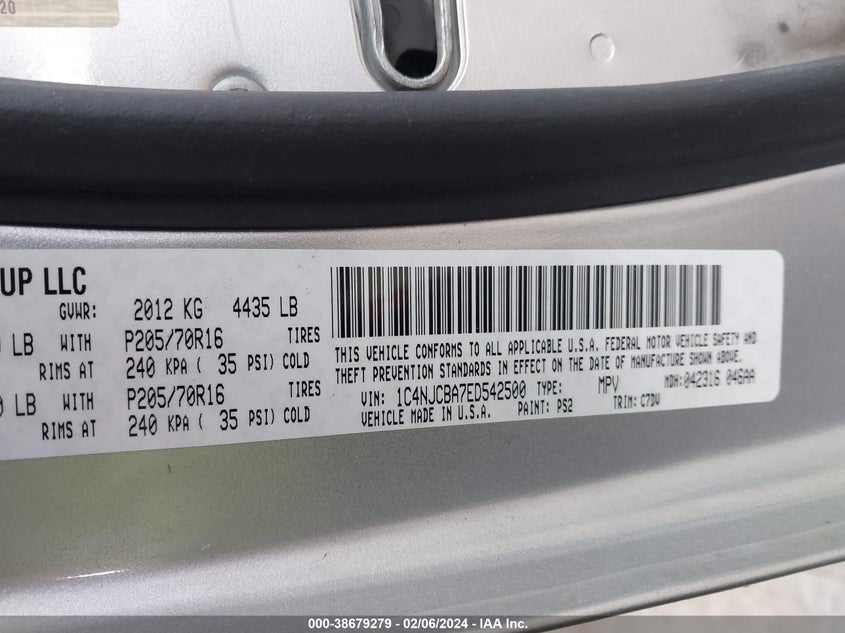 20
UP LLC
GVWR: 2012 KG 4435 LB
LB WITH P205/70R16 TIRES
RIMS AT 240 KPA ( 35 PSI) COLD
LB WITH P205/70R16 TIRES
RIMS AT 240 KPA ( 35 PSI) COLD
THIS VEHICLE CONFORMS TO ALL APPLICABLE U.S.A. FEDERAL MOTOR VEHICLE SAFETY AND
THEFT PREVENTION STANDARDS IN EFFECT ON THE DATE OF MANUFACTURE SHOWN ABOVE.
VIN: 1C4NJCBA7ED542500 TYPE: MPV MDH: 042316 046AA
VEHICLE MADE IN U.S.A. PAINT: PS2 TRIM: C7DV
000-38679279 - 02/06/2024 - IAA Inc.